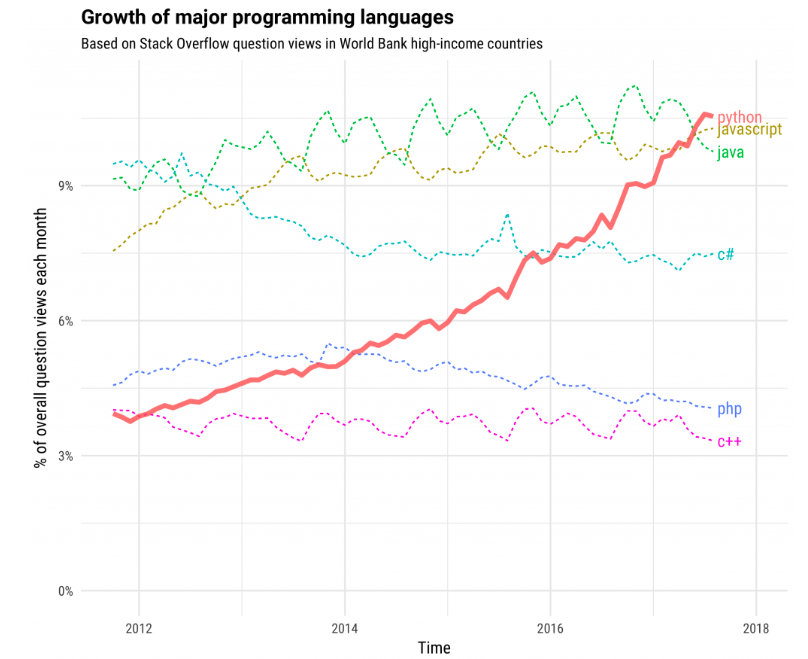 Growth of major programming languages
Based on Stack Overflow question views in World Bank high-income countries
% of overall question views each month
9%
6%
3%
0%
python
javascript
java
c#
php
c++
2012
2014
2016
2018
Time